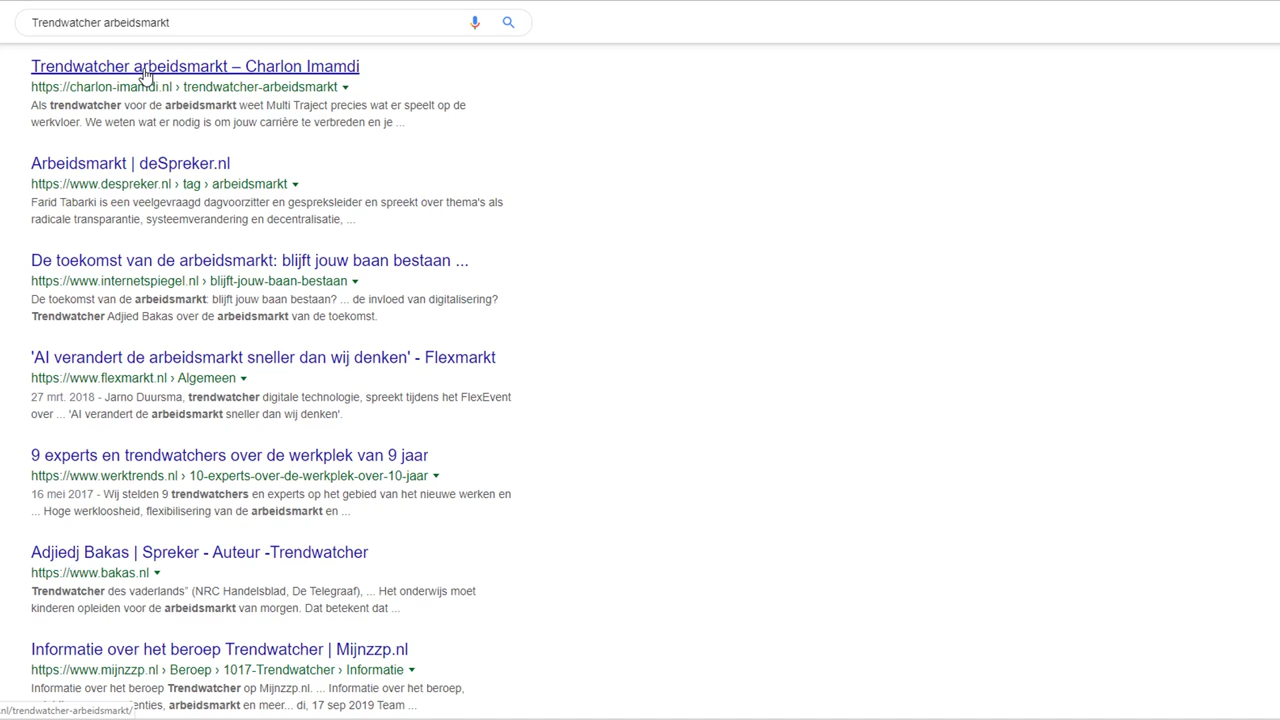 Trendwatcher arbeidsmarkt
Trendwatcher arbeidsmarkt – Charlon Imamdi
https://charlon-imamdi.nl › trendwatcher-arbeidsmarkt
Als trendwatcher voor de arbeidsmarkt weet Multi Traject precies wat er speelt op de
werkvloer. We weten wat er nodig is om jouw carrière te verbreden en je ...
Arbeidsmarkt | deSpreker.nl
https://www.despreker.nl › tag › arbeidsmarkt
Farid Tabarki is een veelgevraagd dagvoorzitter en gespreksleider en spreekt over thema's als
radicale transparantie, systeemverandering en decentralisatie, ...
De toekomst van de arbeidsmarkt: blijft jouw baan bestaan ...
https://www.internetspiegel.nl › blijft-jouw-baan-bestaan
De toekomst van de arbeidsmarkt: blijft jouw baan bestaan? ... de invloed van digitalisering?
Trendwatcher Adjied Bakas over de arbeidsmarkt van de toekomst.
'AI verandert de arbeidsmarkt sneller dan wij denken' - Flexmarkt
https://www.flexmarkt.nl › Algemeen
27 mrt. 2018 - Jarno Duursma, trendwatcher digitale technologie, spreekt tijdens het FlexEvent
over ... 'AI verandert de arbeidsmarkt sneller dan wij denken'.
9 experts en trendwatchers over de werkplek van 9 jaar
https://www.werktrends.nl › 10-experts-over-de-werkplek-over-10-jaar
16 mei 2017 - Wij stelden 9 trendwatchers en experts op het gebied van het nieuwe werken en
... Hoge werkloosheid, flexibilisering van de arbeidsmarkt en ...
Adjiedj Bakas | Spreker - Auteur -Trendwatcher
https://www.bakas.nl
Trendwatcher des vaderlands” (NRC Handelsblad, De Telegraaf), ... Het onderwijs moet
kinderen opleiden voor de arbeidsmarkt van morgen. Dat betekent dat ...
Informatie over het beroep Trendwatcher | Mijnzzp.nl
https://www.mijnzzp.nl › Beroep › 1017-Trendwatcher › Informatie
Informatie over het beroep Trendwatcher op Mijnzzp.nl. ... Informatie over het beroep,
enties, arbeidsmarkt en meer... di, 17 sep 2019 Team ...
.nl/trendwatcher-arbeidsmarkt/